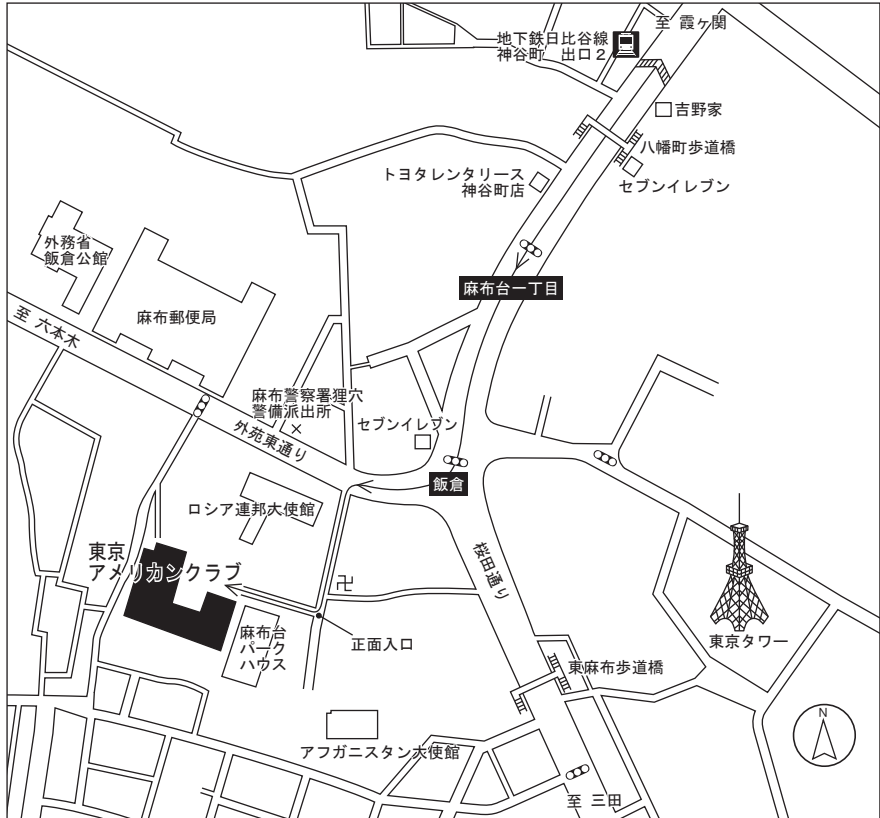 至 霞ヶ関
地下鉄日比谷線
神谷町 出口2
吉野家
八幡町歩道橋
セブンイレブン
トヨタレンタリース
神谷町店
外務省
飯倉公館
麻布台一丁目
麻布郵便局
至 六本木
麻布警察署狸穴
警備派出所
セブンイレブン
外苑東通り
飯倉
ロシア連邦大使館
東京
アメリカンクラブ
卍
桜田通り
麻布台
パーク
ハウス
正面入口
東京タワー
東麻布歩道橋
アフガニスタン大使館
N
至 三田